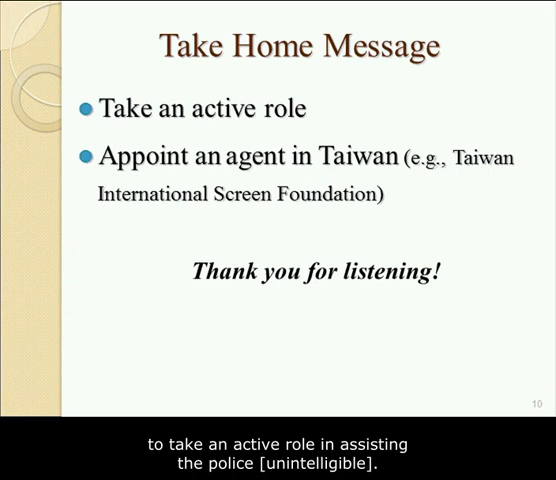 Take Home Message
Take an active role
Appoint an agent in Taiwan (e.g., Taiwan
International Screen Foundation)
Thank you for listening!
10
to take an active role in assisting
the police [unintelligible].